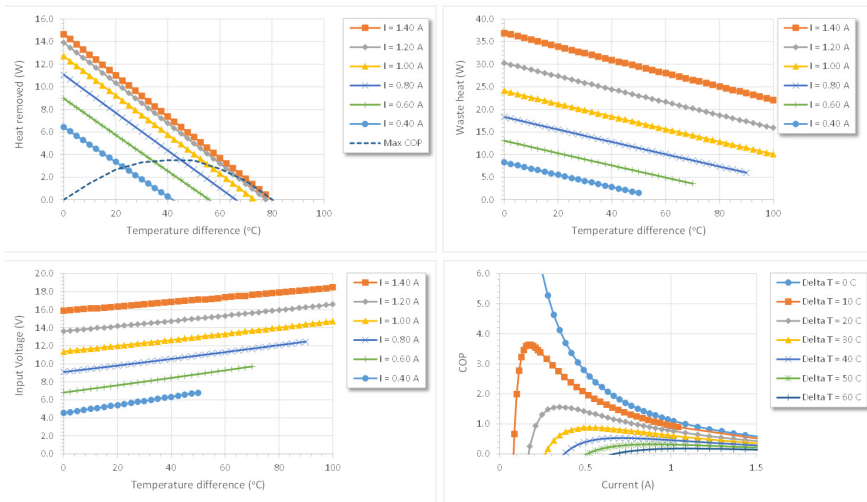 16.0
14.0
12.0
10.0
8.0
6.0
4.0
2.0
0.0
Heat removed (W)
0
20
40
60
80
100
Temperature difference (°C)
I = 1.40 A
I = 1.20 A
I = 1.00 A
I = 0.80 A
I = 0.60 A
I = 0.40 A
Max COP
40.0
35.0
30.0
25.0
20.0
15.0
10.0
5.0
0.0
Waste heat (W)
0
20
40
60
80
100
Temperature difference (°C)
I = 1.40 A
I = 1.20 A
I = 1.00 A
I = 0.80 A
I = 0.60 A
I = 0.40 A
20.0
18.0
16.0
14.0
12.0
10.0
8.0
6.0
4.0
2.0
0.0
Input Voltage (V)
0
20
40
60
80
100
Temperature difference (°C)
I = 1.40 A
I = 1.20 A
I = 1.00 A
I = 0.80 A
I = 0.60 A
I = 0.40 A
6.0
5.0
4.0
3.0
2.0
1.0
0.0
COP
0
0.5
1
1.5
Current (A)
Delta T = 0 C
Delta T = 10 C
Delta T = 20 C
Delta T = 30 C
Delta T = 40 C
Delta T = 50 C
Delta T = 60 C